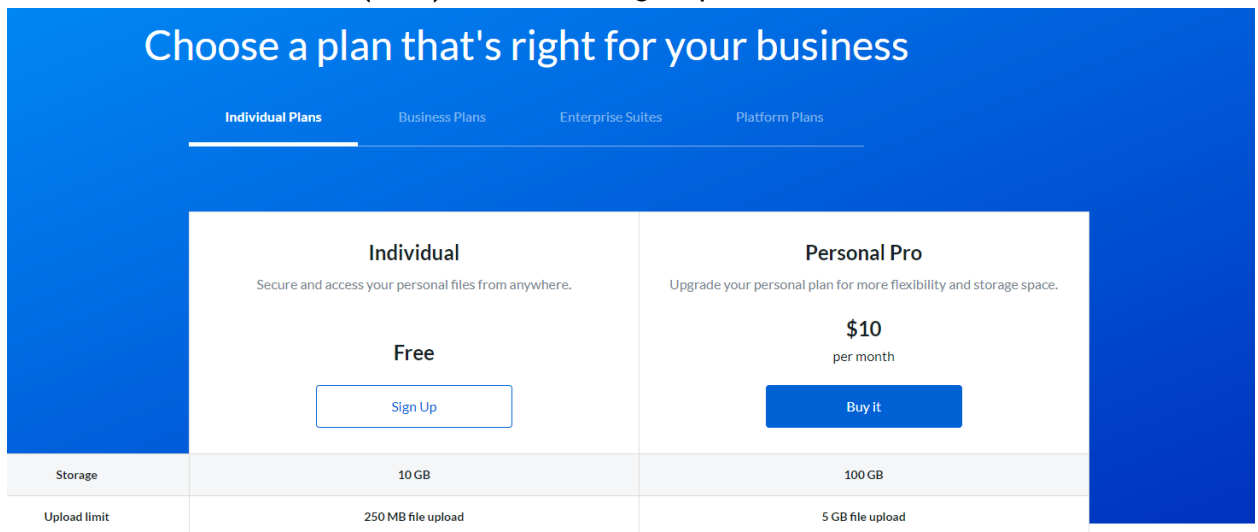 Choose a plan that's right for your business
Individual Plans Business Plans Enterprise Suites Platform Plans
Individual Personal Pro
Secure and access your personal files from anywhere. Upgrade your personal plan for more flexibility and storage space.
$10
Free per month
Sign Up Buy it
Storage 10 GB 100 GB
Upload limit 250 MB file upload 5 GB file upload